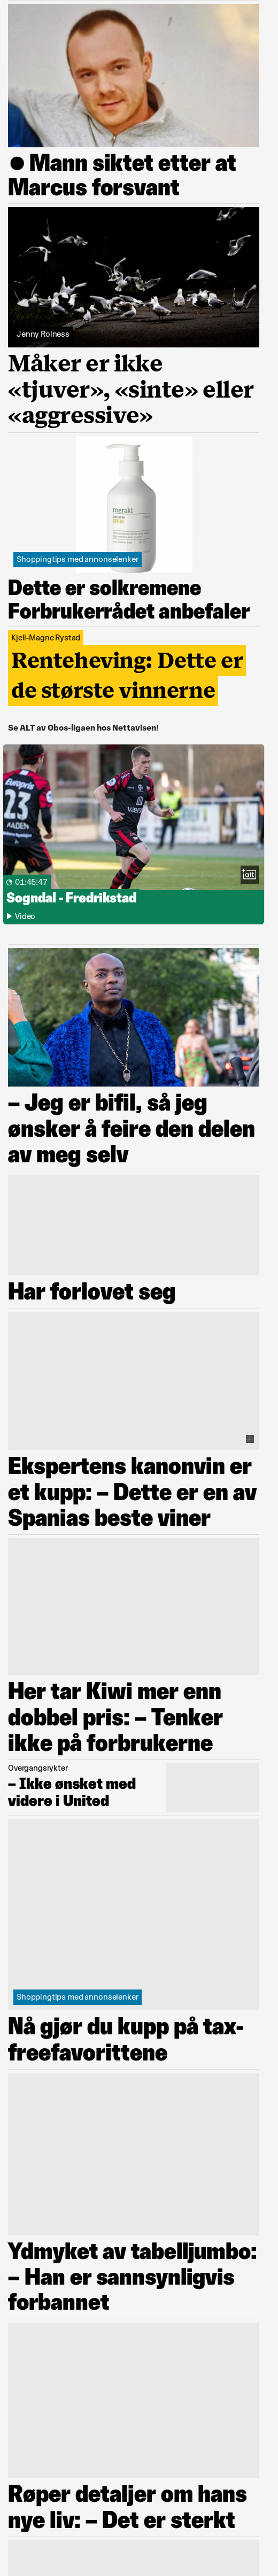 ● Mann siktet etter at
Marcus forsvant
Jenny Rolness
Måker er ikke
«tjuver», «sinte» eller
«aggressive»
meraki
SPF30
Shoppingtips med annonselenker
Dette er solkremene
Forbrukerrådet anbefaler
Kjell-Magne Rystad
Renteheving: Dette er
de største vinnerne
Se ALT av Obos-ligaen hos Nettavisen!
Europris
23
MADEN
alt
01:45:47
Sogndal - Fredrikstad
Video
– Jeg er bifil, så jeg
ønsker å feire den delen
av meg selv
Har forlovet seg
Ekspertens kanonvin er
et kupp: – Dette er en av
Spanias beste viner
Her tar Kiwi mer enn
dobbel pris: – Tenker
ikke på forbrukerne
Overgangsrykter
– Ikke ønsket med
videre i United
Shoppingtips med annonselenker
Nå gjør du kupp på tax-
freefavorittene
Ydmyket av tabelljumbo:
– Han er sannsynligvis
forbannet
Røper detaljer om hans
nye liv: – Det er sterkt